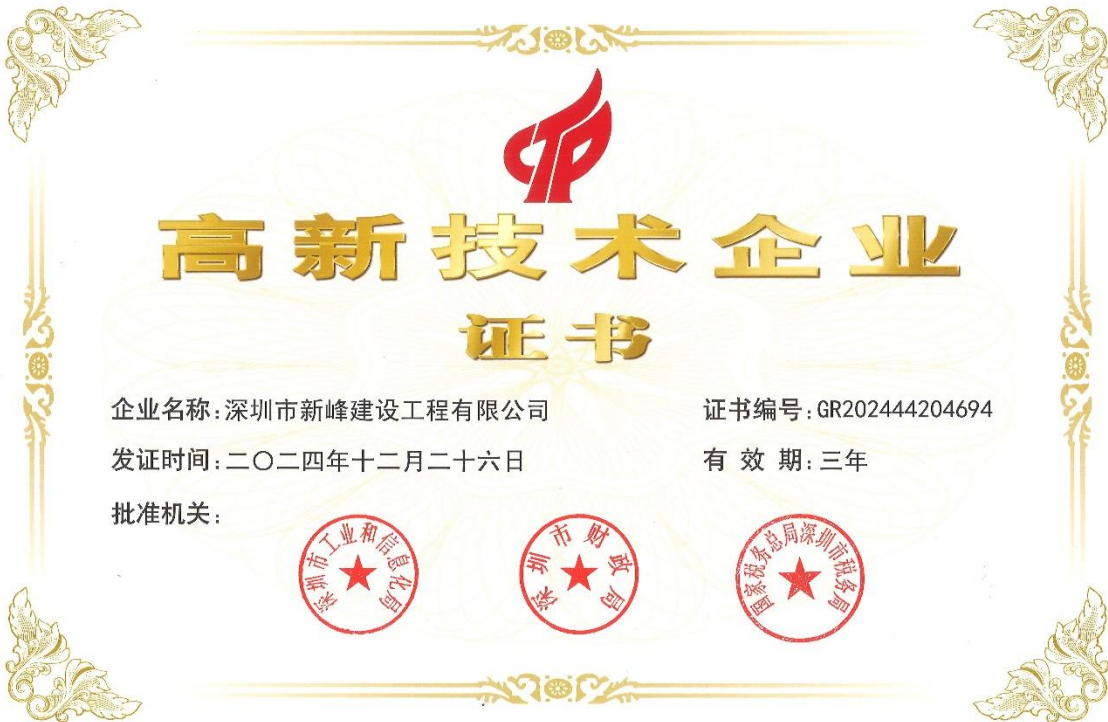 高新技术企业
证书
企业名称:深圳市新峰建设工程有限公司
证书编号:GR202444204694
发证时间:二〇二四年十二月二十六日
有 效 期:三年
批准机关:
深圳市工业和信息化局
深圳市财政局
国家税务总局深圳市税务局